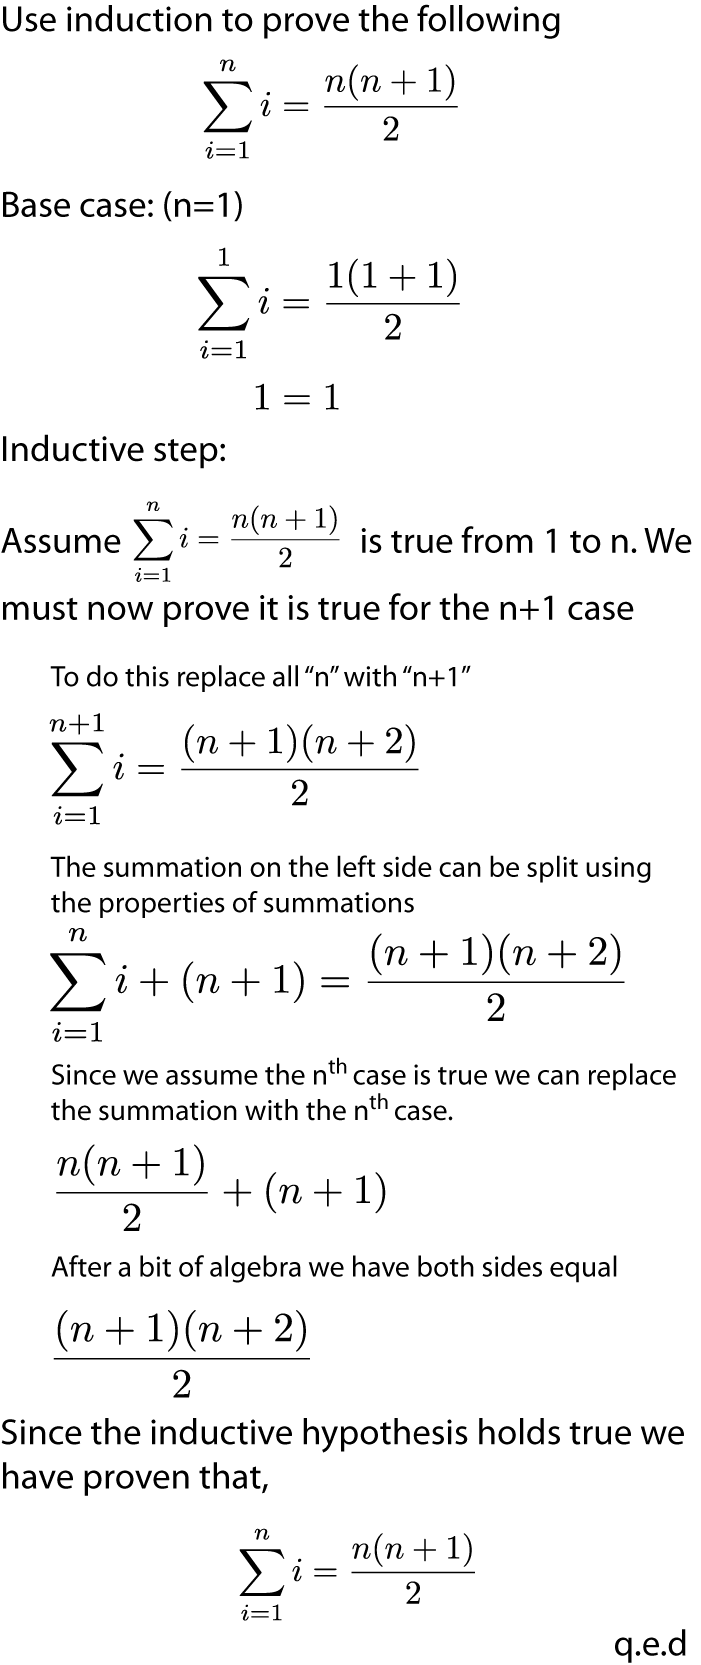 Use induction to prove the following
\sum_{i=1}^{n} i = \frac{n(n+1)}{2}
Base case: (n=1)
\sum_{i=1}^{1} i = \frac{1(1+1)}{2}
1 = 1
Inductive step:
Assume \sum_{i=1}^{n} i = \frac{n(n+1)}{2} is true from 1 to n. We
must now prove it is true for the n+1 case
To do this replace all “n” with “n+1”
\sum_{i=1}^{n+1} i = \frac{(n+1)(n+2)}{2}
The summation on the left side can be split using
the properties of summations
\sum_{i=1}^{n} i + (n+1) = \frac{(n+1)(n+2)}{2}
Since we assume the n^{th} case is true we can replace
the summation with the n^{th} case.
\frac{n(n+1)}{2} + (n+1)
After a bit of algebra we have both sides equal
\frac{(n+1)(n+2)}{2}
Since the inductive hypothesis holds true we
have proven that,
\sum_{i=1}^{n} i = \frac{n(n+1)}{2}
q.e.d